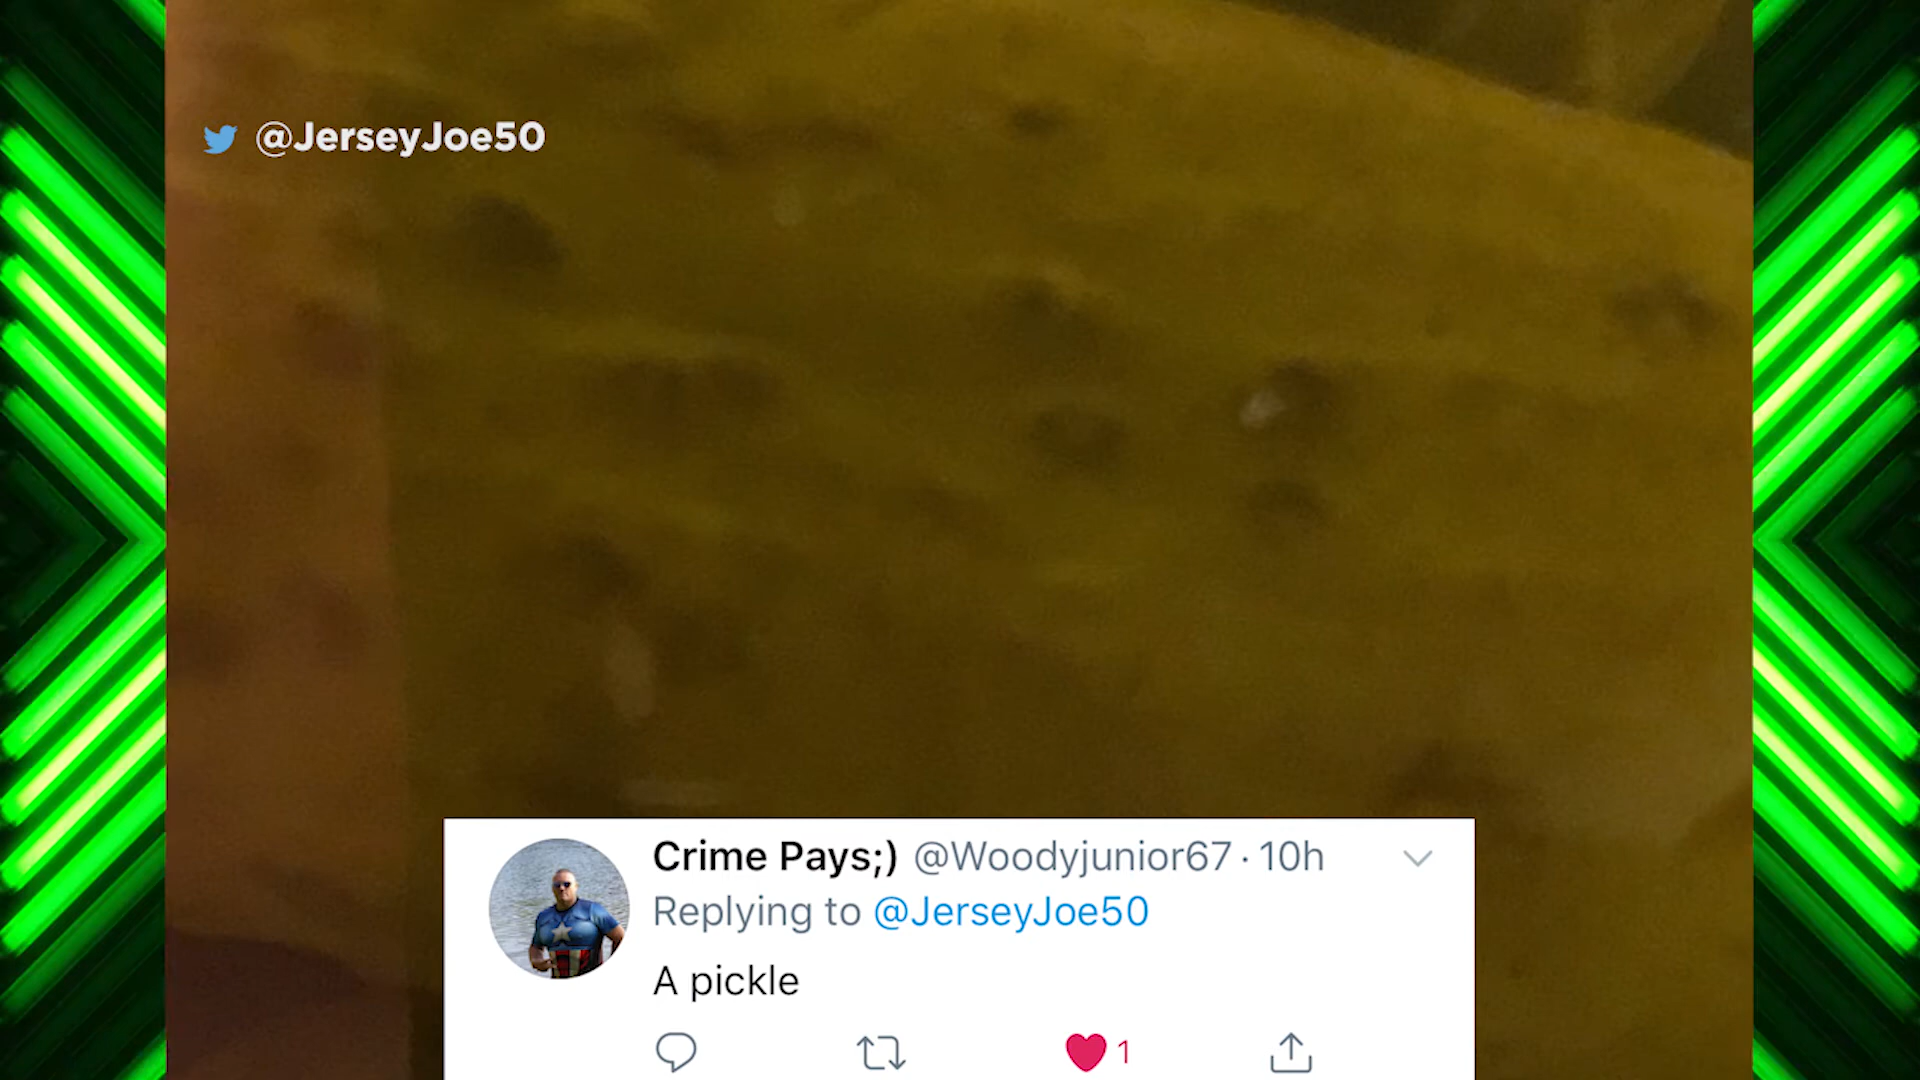 @JerseyJoe50
Crime Pays;) @Woodyjunior67 · 10h
Replying to @JerseyJoe50
A pickle
1